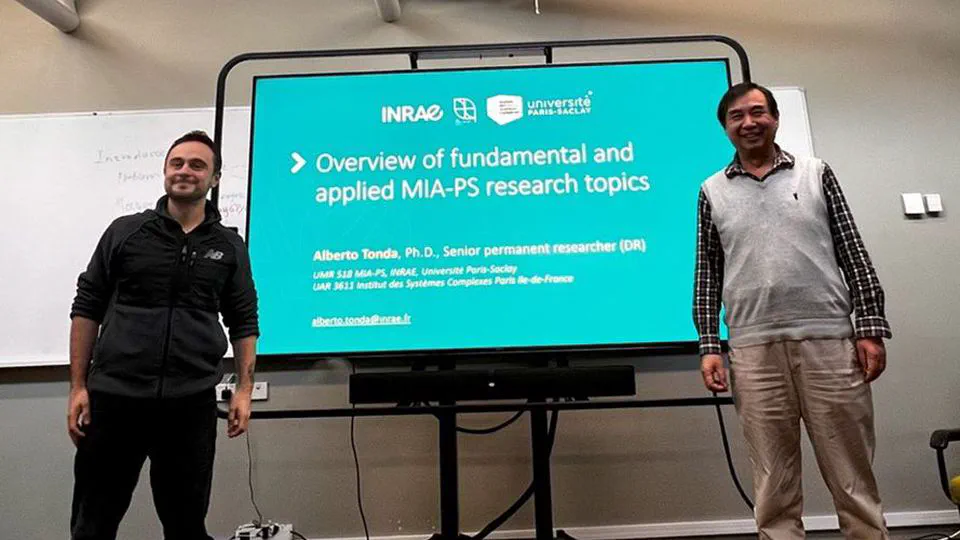 INRAE
université
PARIS-SACLAY
Overview of fundamental and
applied MIA-PS research topics
Alberto Tonda, Ph.D., Senior permanent researcher (DR)
UMR 518 MIA-PS, INRAE, Université Paris-Saclay
UAR 3611 Institut des Systèmes Complexes Paris Ile-de-France
alberto.tonda@inrae.fr
NB